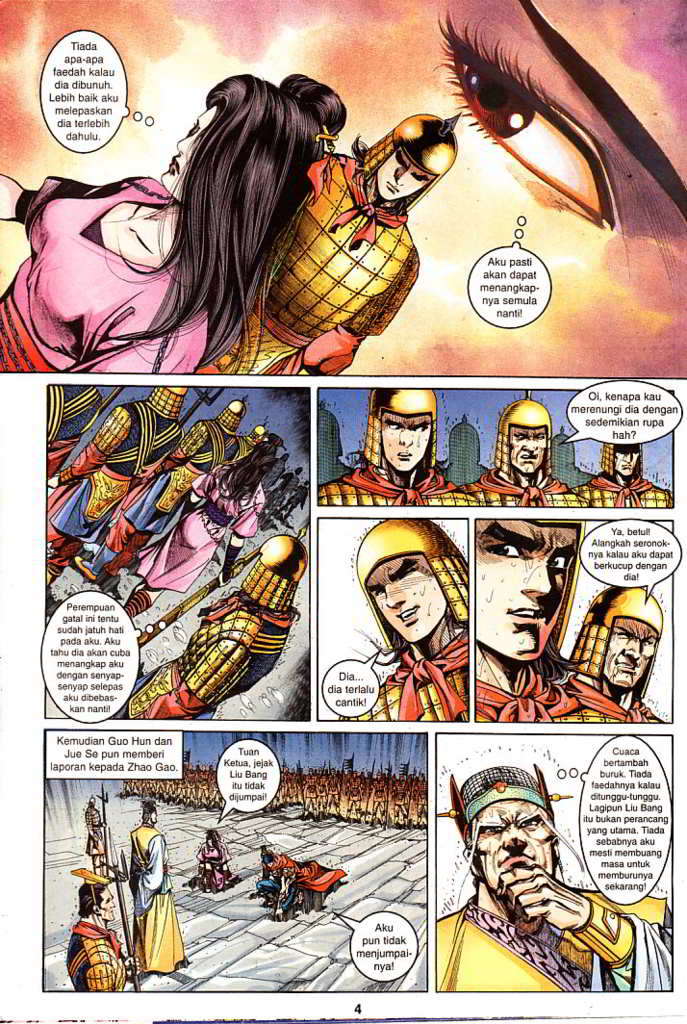 Tiada
apa-apa
faedah kalau
dia dibunuh.
Lebih baik aku
melepaskan
dia terlebih
dahulu.
Aku pasti
akan dapat
menangkap-
nya semula
nanti!
Perempuan
gatal ini tentu
sudah jatuh hati
pada aku. Aku
tahu dia akan cuba
menangkap aku
dengan senyap-
senyap selepas
aku dibebas-
kan nanti!
Oi, kenapa kau
merenungi dia dengan
sedemikian rupa
hah?
Dia...
dia terlalu
cantik!
Ya, betul!
Alangkah seronok-
nya kalau aku dapat
berkucup dengan
dia!
Kemudian Guo Hun dan
Jue Se pun memberi
laporan kepada Zhao Gao.
Tuan
Ketua, jejak
Liu Bang
itu tidak
dijumpai!
Aku
pun tidak
menjumpai-
nya!
Cuaca
bertambah
buruk. Tiada
faedahnya kalau
ditunggu-tunggu.
Lagipun Liu Bang
itu bukan perancang
yang utama. Tiada
sebabnya aku
mesti membuang
masa untuk
memburunya
sekarang!
4